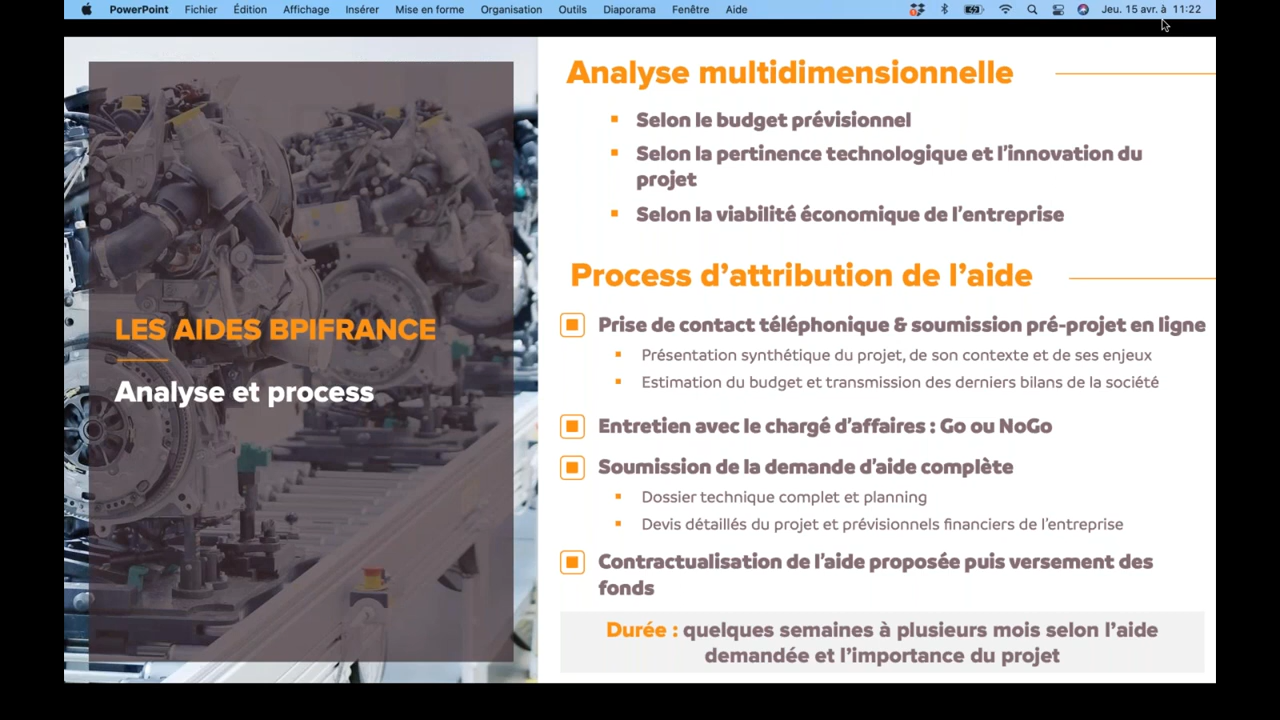 PowerPoint Fichier Édition Affichage Insérer Mise en forme Organisation Outils Diaporama Fenêtre Aide Jeu. 15 avr. à 11:22
LES AIDES BPIFRANCE
Analyse et process
Analyse multidimensionnelle
▪ Selon le budget prévisionnel
▪ Selon la pertinence technologique et l'innovation du
projet
▪ Selon la viabilité économique de l'entreprise
Process d'attribution de l'aide
Prise de contact téléphonique & soumission pré-projet en ligne
▪ Présentation synthétique du projet, de son contexte et de ses enjeux
▪ Estimation du budget et transmission des derniers bilans de la société
Entretien avec le chargé d'affaires : Go ou NoGo
Soumission de la demande d'aide complète
▪ Dossier technique complet et planning
▪ Devis détaillés du projet et prévisionnels financiers de l'entreprise
Contractualisation de l'aide proposée puis versement des
fonds
Durée : quelques semaines à plusieurs mois selon l'aide
demandée et l'importance du projet